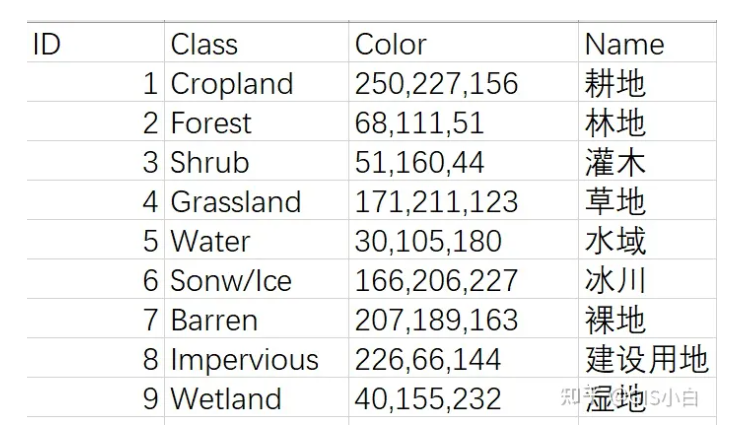 ID Class Color Name
1 Cropland 250,227,156 耕地
2 Forest 68,111,51 林地
3 Shrub 51,160,44 灌木
4 Grassland 171,211,123 草地
5 Water 30,105,180 水域
6 Sonw/Ice 166,206,227 冰川
7 Barren 207,189,163 裸地
8 Impervious 226,66,144 建设用地
9 Wetland 40,155,232 湿地
知乎 @GIS小白